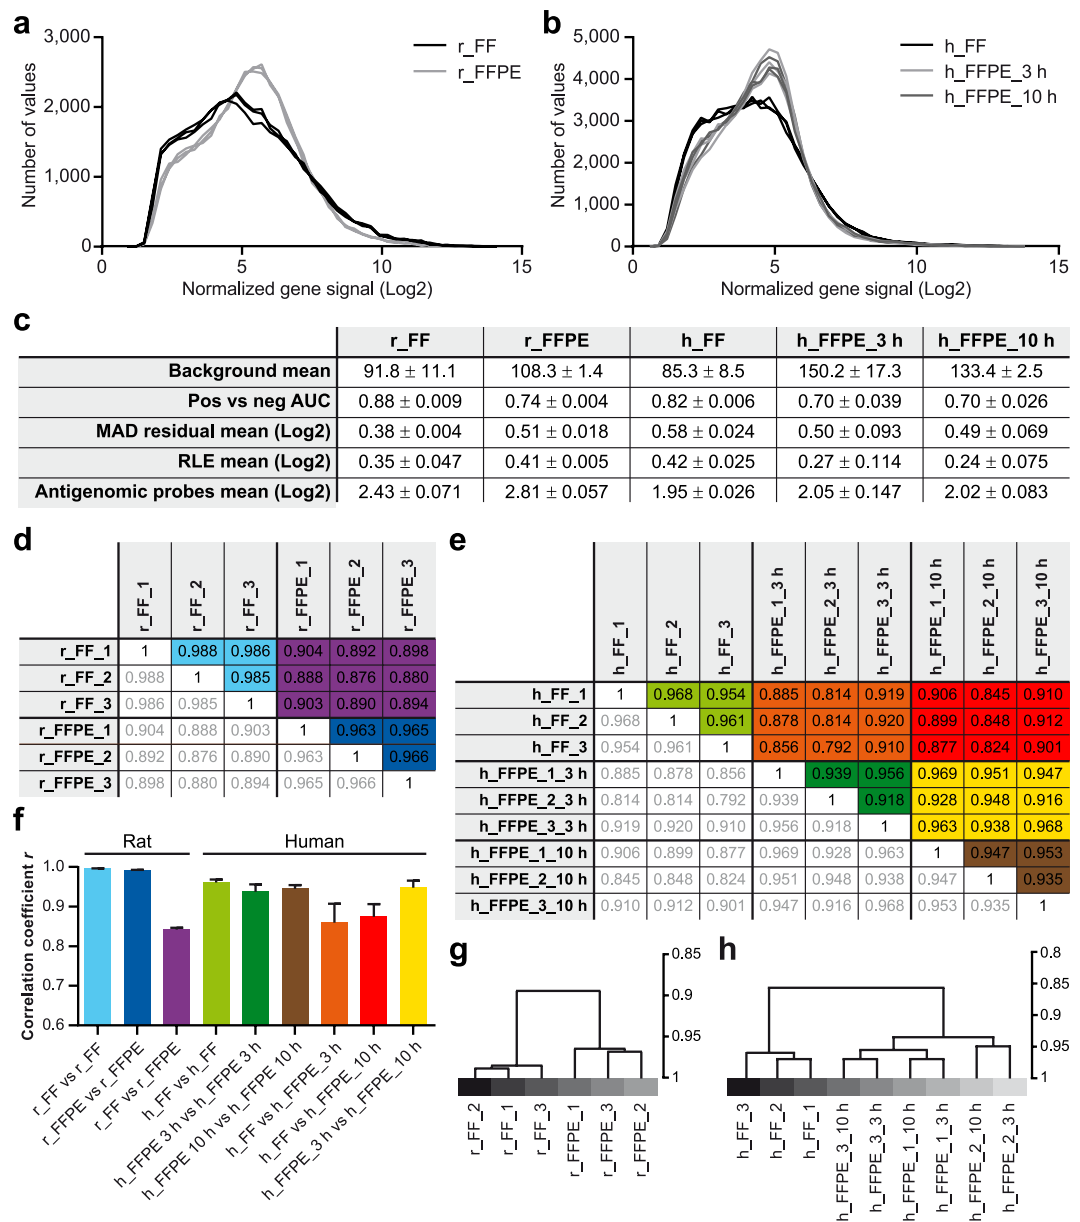 a
3,000
2,000
1,000
0
Number of values
0 5 10 15
Normalized gene signal (Log2)
r_FF
r_FFPE
b
5,000
4,000
3,000
2,000
1,000
0
Number of values
0 5 10 15
Normalized gene signal (Log2)
h_FF
h_FFPE_3 h
h_FFPE_10 h
c
r_FF r_FFPE h_FF h_FFPE_3 h h_FFPE_10 h
Background mean 91.8 ± 11.1 108.3 ± 1.4 85.3 ± 8.5 150.2 ± 17.3 133.4 ± 2.5
Pos vs neg AUC 0.88 ± 0.009 0.74 ± 0.004 0.82 ± 0.006 0.70 ± 0.039 0.70 ± 0.026
MAD residual mean (Log2) 0.38 ± 0.004 0.51 ± 0.018 0.58 ± 0.024 0.50 ± 0.093 0.49 ± 0.069
RLE mean (Log2) 0.35 ± 0.047 0.41 ± 0.005 0.42 ± 0.025 0.27 ± 0.114 0.24 ± 0.075
Antigenomic probes mean (Log2) 2.43 ± 0.071 2.81 ± 0.057 1.95 ± 0.026 2.05 ± 0.147 2.02 ± 0.083
d
r_FF_1 r_FF_2 r_FF_3 r_FFPE_1 r_FFPE_2 r_FFPE_3
r_FF_1 1 0.988 0.986 0.904 0.892 0.898
r_FF_2 0.988 1 0.985 0.888 0.876 0.880
r_FF_3 0.986 0.985 1 0.903 0.890 0.894
r_FFPE_1 0.904 0.888 0.903 1 0.963 0.965
r_FFPE_2 0.892 0.876 0.890 0.963 1 0.966
r_FFPE_3 0.898 0.880 0.894 0.965 0.966 1
e
h_FF_1 h_FF_2 h_FF_3 h_FFPE_1_3 h h_FFPE_2_3 h h_FFPE_3_3 h h_FFPE_1_10 h h_FFPE_2_10 h h_FFPE_3_10 h
h_FF_1 1 0.968 0.954 0.885 0.814 0.919 0.906 0.845 0.910
h_FF_2 0.968 1 0.961 0.878 0.814 0.920 0.899 0.848 0.912
h_FF_3 0.954 0.961 1 0.856 0.792 0.910 0.877 0.824 0.901
h_FFPE_1_3 h 0.885 0.878 0.856 1 0.939 0.956 0.969 0.951 0.947
h_FFPE_2_3 h 0.814 0.814 0.792 0.939 1 0.918 0.928 0.948 0.916
h_FFPE_3_3 h 0.919 0.920 0.910 0.956 0.918 1 0.963 0.938 0.968
h_FFPE_1_10 h 0.906 0.899 0.877 0.969 0.928 0.963 1 0.947 0.953
h_FFPE_2_10 h 0.845 0.848 0.824 0.951 0.948 0.938 0.947 1 0.935
h_FFPE_3_10 h 0.910 0.912 0.901 0.947 0.916 0.968 0.953 0.935 1
f
Rat Human
1.0
0.9
0.8
0.7
0.6
Correlation coefficient r
r_FF vs r_FF
r_FFPE vs r_FFPE
r_FF vs r_FFPE
h_FF vs h_FF
h_FFPE 3 h vs h_FFPE 3 h
h_FFPE 10 h vs h_FFPE 10 h
h_FF vs h_FFPE_3 h
h_FF vs h_FFPE_10 h
h_FFPE_3 h vs h_FFPE_10 h
g
0.85
0.9
0.95
1
r_FF_2 r_FF_1 r_FF_3 r_FFPE_1 r_FFPE_3 r_FFPE_2
h
0.8
0.85
0.9
0.95
1
h_FF_3 h_FF_2 h_FF_1 h_FFPE_3_10 h h_FFPE_3_3 h h_FFPE_1_10 h h_FFPE_1_3 h h_FFPE_2_10 h h_FFPE_2_3 h